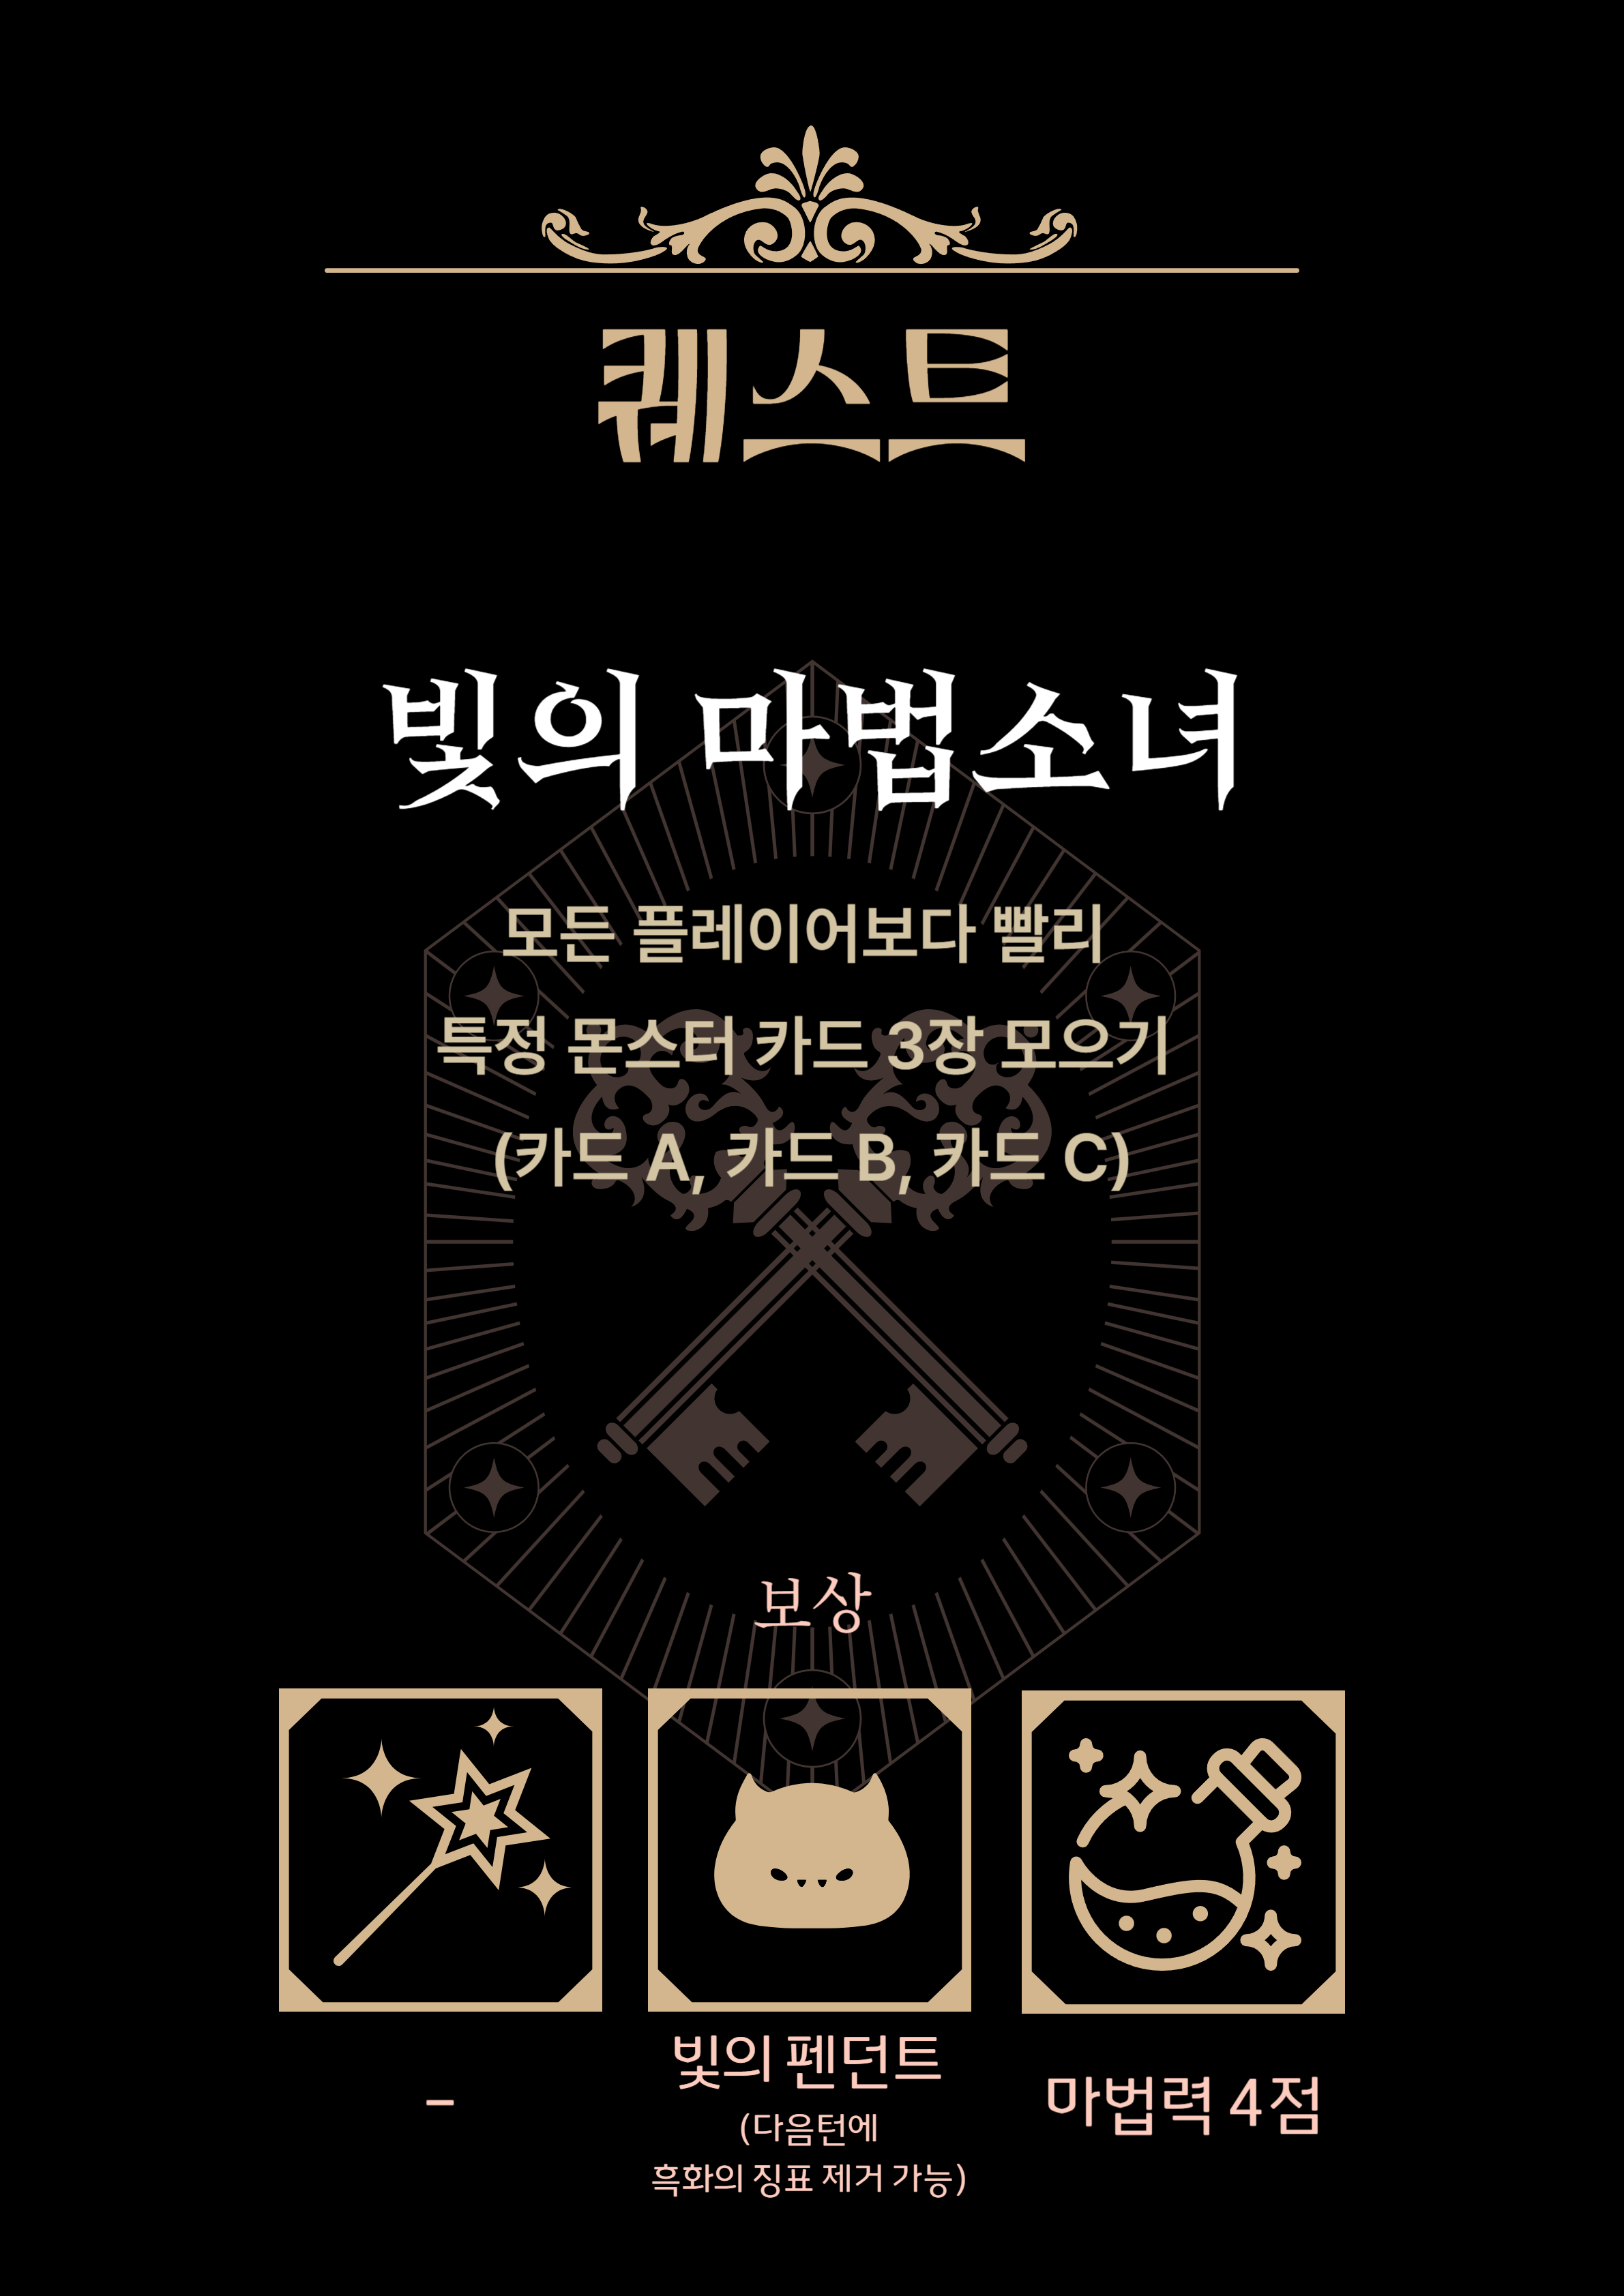 퀘스트
빛의 마법소녀
모든 플레이어보다 빨리
특정 몬스터 카드 3장 모으기
(카드 A, 카드 B, 카드 C)
보상
-
빛의 펜던트
(다음턴에
흑화의 징표 제거 가능)
마법력 4점